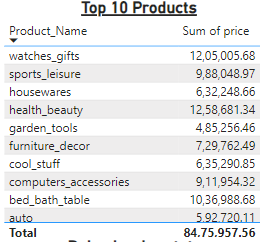 Top 10 Products
Product_Name Sum of price
watches_gifts 12,05,005.68
sports_leisure 9,88,048.97
housewares 6,32,248.66
health_beauty 12,58,681.34
garden_tools 4,85,256.46
furniture_decor 7,29,762.49
cool_stuff 6,35,290.85
computers_accessories 9,11,954.32
bed_bath_table 10,36,988.68
auto 5,92,720.11
Total 84,75,957.56